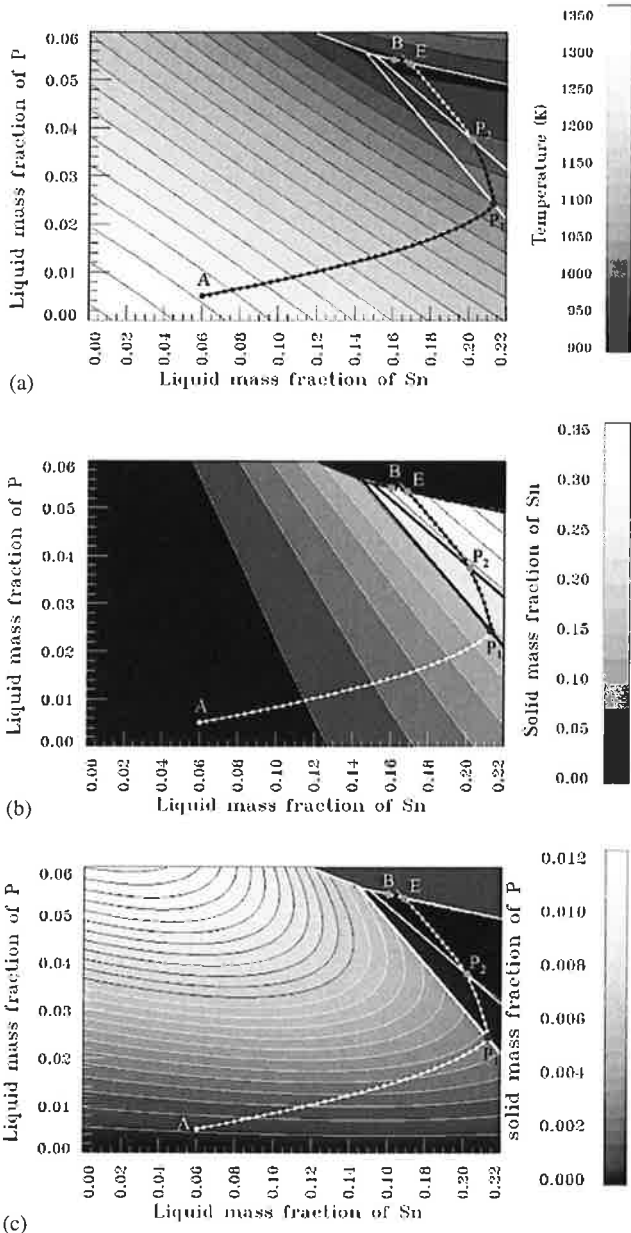 0.06
0.05
0.04
0.03
0.02
0.01
0.00
Liquid mass fraction of P
A
B
E
P2
P1
0.00 0.02 0.04 0.06 0.08 0.10 0.12 0.14 0.16 0.18 0.20 0.22
Liquid mass fraction of Sn
(a)
1350
1300
1250
1200
1150
1100
1050
1000
950
900
Temperature (K)
0.06
0.05
0.04
0.03
0.02
0.01
0.00
Liquid mass fraction of P
A
B
E
P2
P1
0.00 0.02 0.04 0.06 0.08 0.10 0.12 0.14 0.16 0.18 0.20 0.22
Liquid mass fraction of Sn
(b)
0.35
0.30
0.25
0.20
0.15
0.10
0.05
0.00
Solid mass fraction of Sn
0.06
0.05
0.04
0.03
0.02
0.01
0.00
Liquid mass fraction of P
A
B
E
P2
P1
0.00 0.02 0.04 0.06 0.08 0.10 0.12 0.14 0.16 0.18 0.20 0.22
Liquid mass fraction of Sn
(c)
0.012
0.010
0.008
0.006
0.004
0.002
0.000
solid mass fraction of P